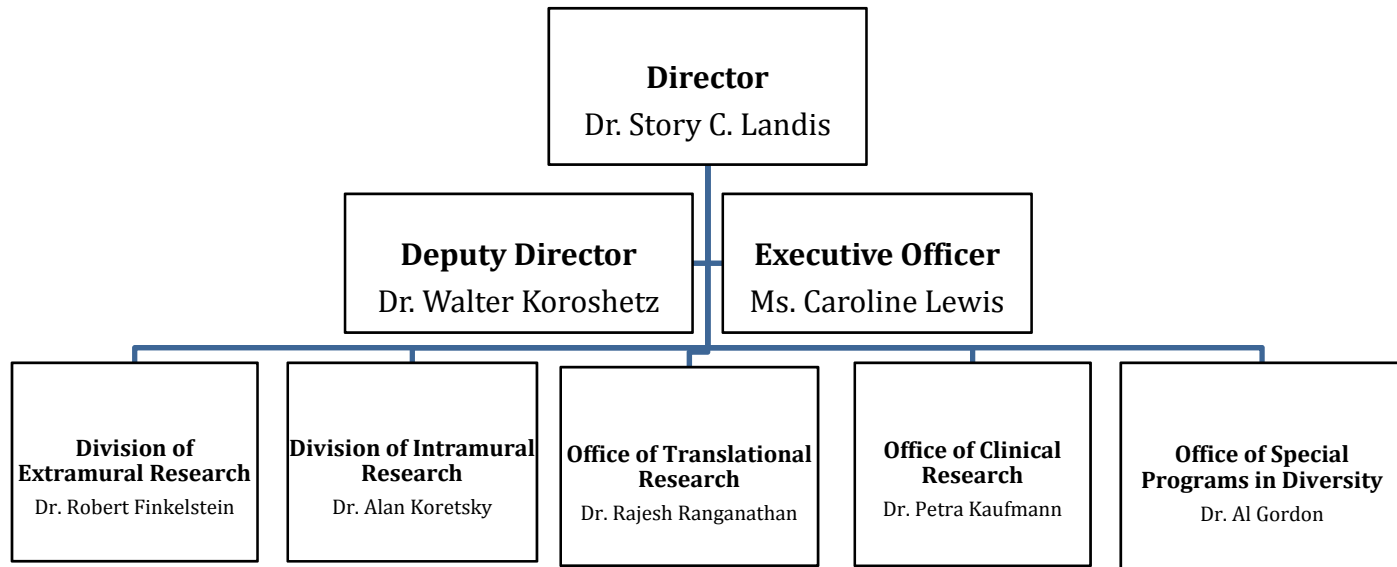 Director
Dr. Story C. Landis
Deputy Director
Dr. Walter Koroshetz
Executive Officer
Ms. Caroline Lewis
Division of
Extramural Research
Dr. Robert Finkelstein
Division of Intramural
Research
Dr. Alan Koretsky
Office of Translational
Research
Dr. Rajesh Ranganathan
Office of Clinical
Research
Dr. Petra Kaufmann
Office of Special
Programs in Diversity
Dr. Al Gordon